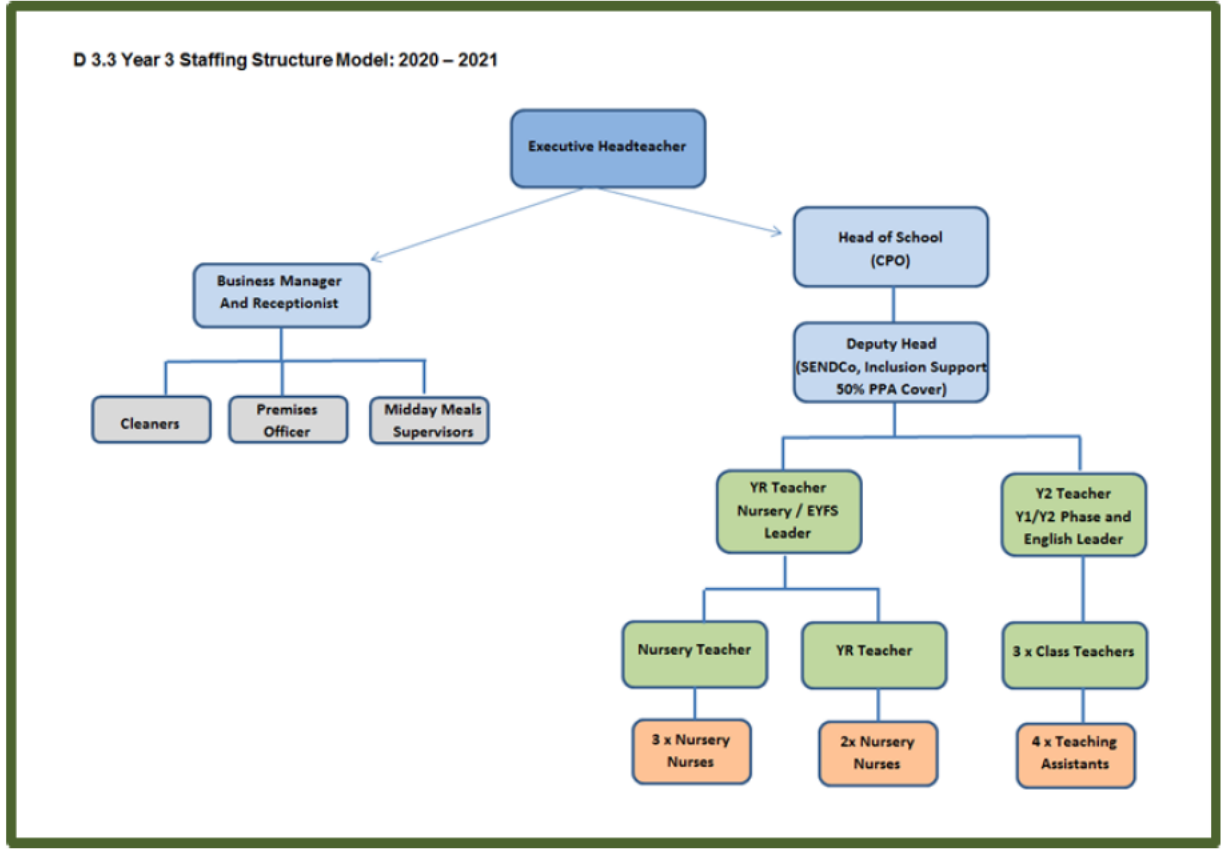 D 3.3 Year 3 Staffing Structure Model: 2020 – 2021
Executive Headteacher
Head of School
(CPO)
Business Manager
And Receptionist
Deputy Head
(SENDCo, Inclusion Support
50% PPA Cover)
Cleaners
Premises
Officer
Midday Meals
Supervisors
YR Teacher
Nursery / EYFS
Leader
Y2 Teacher
Y1/Y2 Phase and
English Leader
Nursery Teacher
YR Teacher
3 x Class Teachers
3 x Nursery
Nurses
2x Nursery
Nurses
4 x Teaching
Assistants